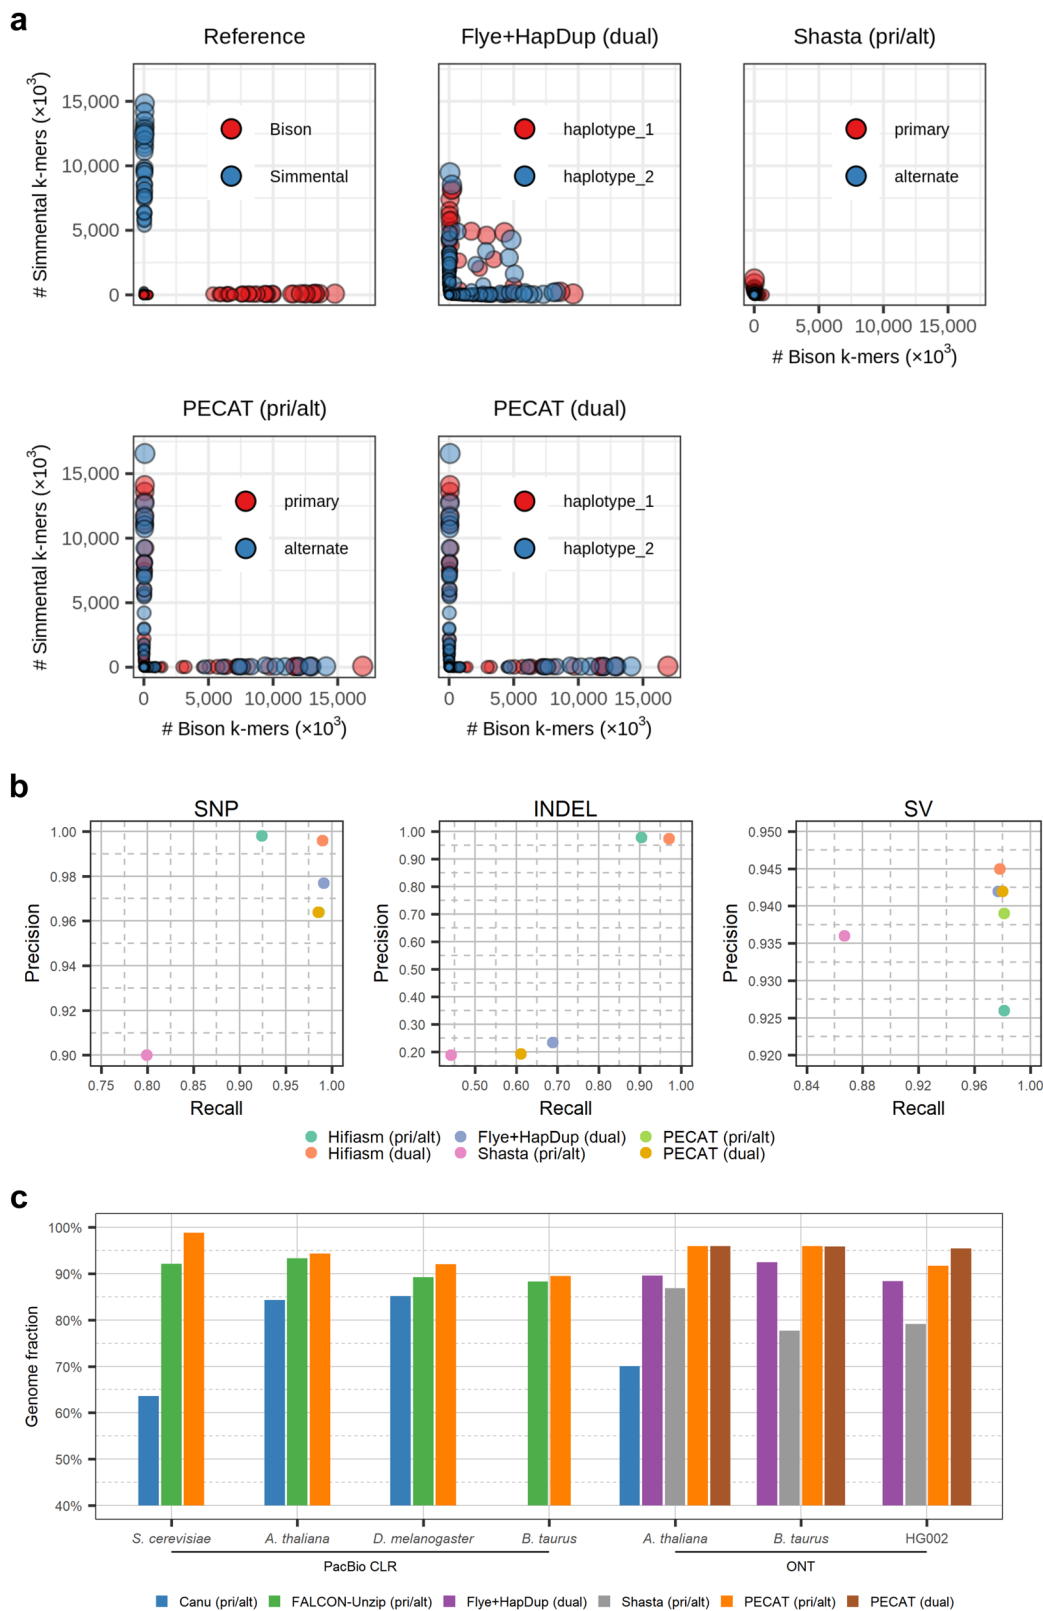 a
Reference
Flye+HapDup (dual)
Shasta (pri/alt)
# Simmental k-mers (×10³)
15,000
10,000
5,000
0
Bison
Simmental
haplotype_1
haplotype_2
primary
alternate
0 5,000 10,000 15,000
# Bison k-mers (×10³)
PECAT (pri/alt)
PECAT (dual)
# Simmental k-mers (×10³)
15,000
10,000
5,000
0
primary
alternate
haplotype_1
haplotype_2
0 5,000 10,000 15,000
0 5,000 10,000 15,000
# Bison k-mers (×10³)
# Bison k-mers (×10³)
b
SNP
Precision
1.00
0.98
0.96
0.94
0.92
0.90
0.75 0.80 0.85 0.90 0.95 1.00
Recall
INDEL
Precision
1.00
0.90
0.80
0.70
0.60
0.50
0.40
0.30
0.20
0.50 0.60 0.70 0.80 0.90 1.00
Recall
SV
Precision
0.950
0.945
0.940
0.935
0.930
0.925
0.920
0.84 0.88 0.92 0.96 1.00
Recall
Hifiasm (pri/alt) Flye+HapDup (dual) PECAT (pri/alt)
Hifiasm (dual) Shasta (pri/alt) PECAT (dual)
c
Genome fraction
100%
90%
80%
70%
60%
50%
40%
S. cerevisiae A. thaliana D. melanogaster B. taurus A. thaliana B. taurus HG002
PacBio CLR ONT
Canu (pri/alt) FALCON-Unzip (pri/alt) Flye+HapDup (dual) Shasta (pri/alt) PECAT (pri/alt) PECAT (dual)